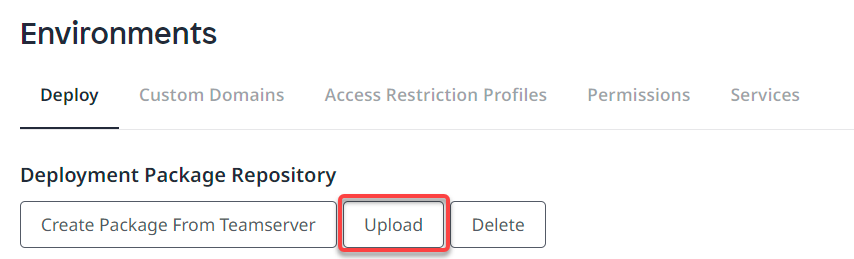 Environments
Deploy Custom Domains Access Restriction Profiles Permissions Services
Deployment Package Repository
Create Package From Teamserver Upload Delete